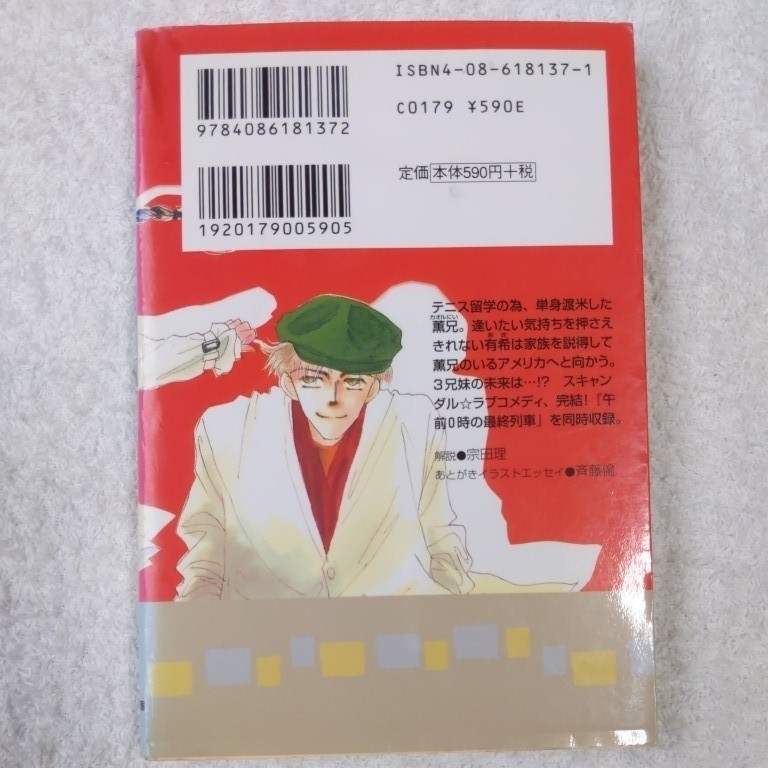 ISBN4-08-618137-1
C0179 ¥590E
9784086181372
定価 本体590円+税
1920179005905
テニス留学の為、単身渡米した
薫兄。逢いたい気持ちを押さえ
きれない有希は家族を説得して
薫兄のいるアメリカへと向かう。
3兄妹の未来は…!? スキャン
ダル☆ラブコメディ、完結!『午
前0時の最終列車』を同時収録。
解説●宗田理
あとがきイラストエッセイ●斉藤倫